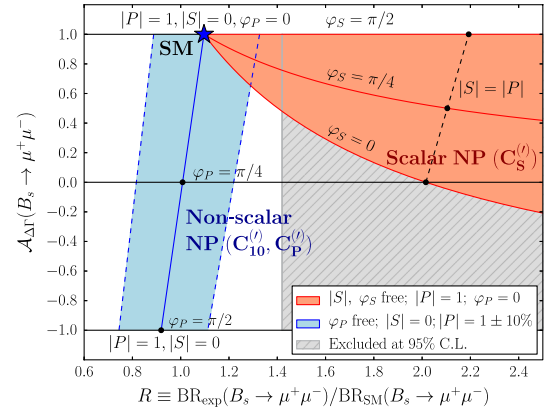 |P| = 1, |S| = 0, φ_P = 0
φ_S = π/2
SM
φ_S = π/4
|S| = |P|
φ_S = 0
Scalar NP (C_S^(′))
φ_P = π/4
Non-scalar
NP (C_10^(′), C_P^(′))
φ_P = π/2
|P| = 1, |S| = 0
|S|, φ_S free; |P| = 1; φ_P = 0
φ_P free; |S| = 0; |P| = 1 ± 10%
Excluded at 95% C.L.
1.0
0.8
0.6
0.4
0.2
0.0
−0.2
−0.4
−0.6
−0.8
−1.0
A_ΔΓ(B_s → μ⁺μ⁻)
0.6 0.8 1.0 1.2 1.4 1.6 1.8 2.0 2.2 2.4
R ≡ BR_exp(B_s → μ⁺μ⁻)/BR_SM(B_s → μ⁺μ⁻)